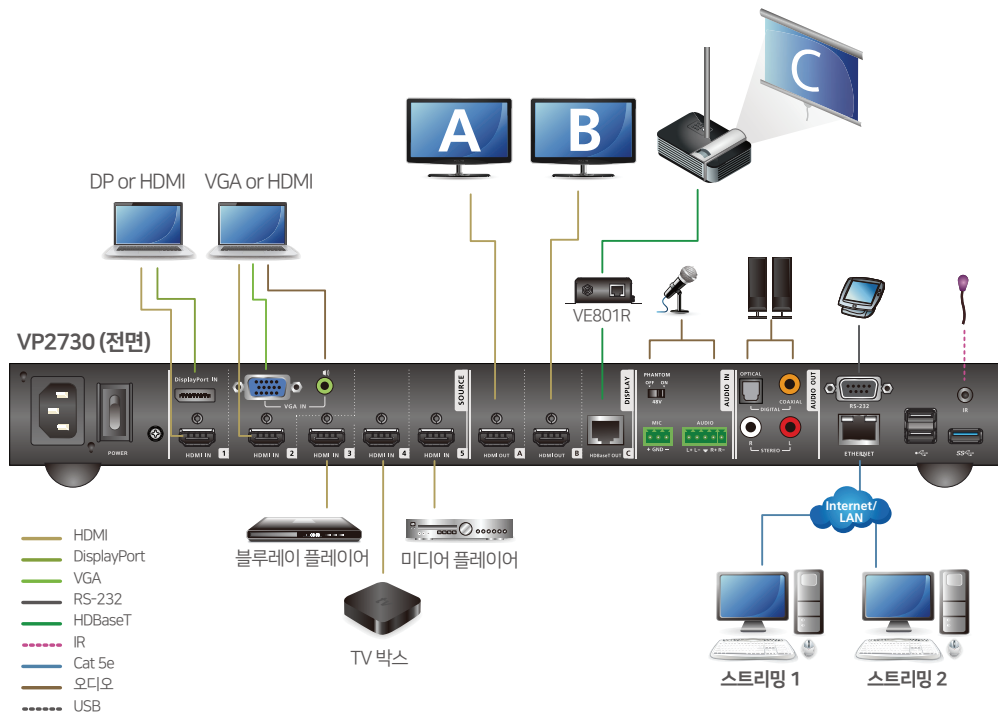 A
B
C
DP or HDMI
VGA or HDMI
VE801R
VP2730 (전면)
DisplayPort IN
VGA IN
SOURCE
DISPLAY
PHANTOM
OFF ON
48V
AUDIO IN
OPTICAL
COAXIAL
DIGITAL
AUDIO OUT
RS-232
IR
POWER
HDMI IN 1
HDMI IN 2
HDMI IN 3
HDMI IN 4
HDMI IN 5
HDMI OUT A
HDMI OUT B
HDBaseT OUT C
MIC
+ GND −
AUDIO
L+ L− R+ R−
R L
STEREO
ETHERNET
SS
Internet/
LAN
블루레이 플레이어
미디어 플레이어
TV 박스
스트리밍 1
스트리밍 2
HDMI
DisplayPort
VGA
RS-232
HDBaseT
IR
Cat 5e
오디오
USB